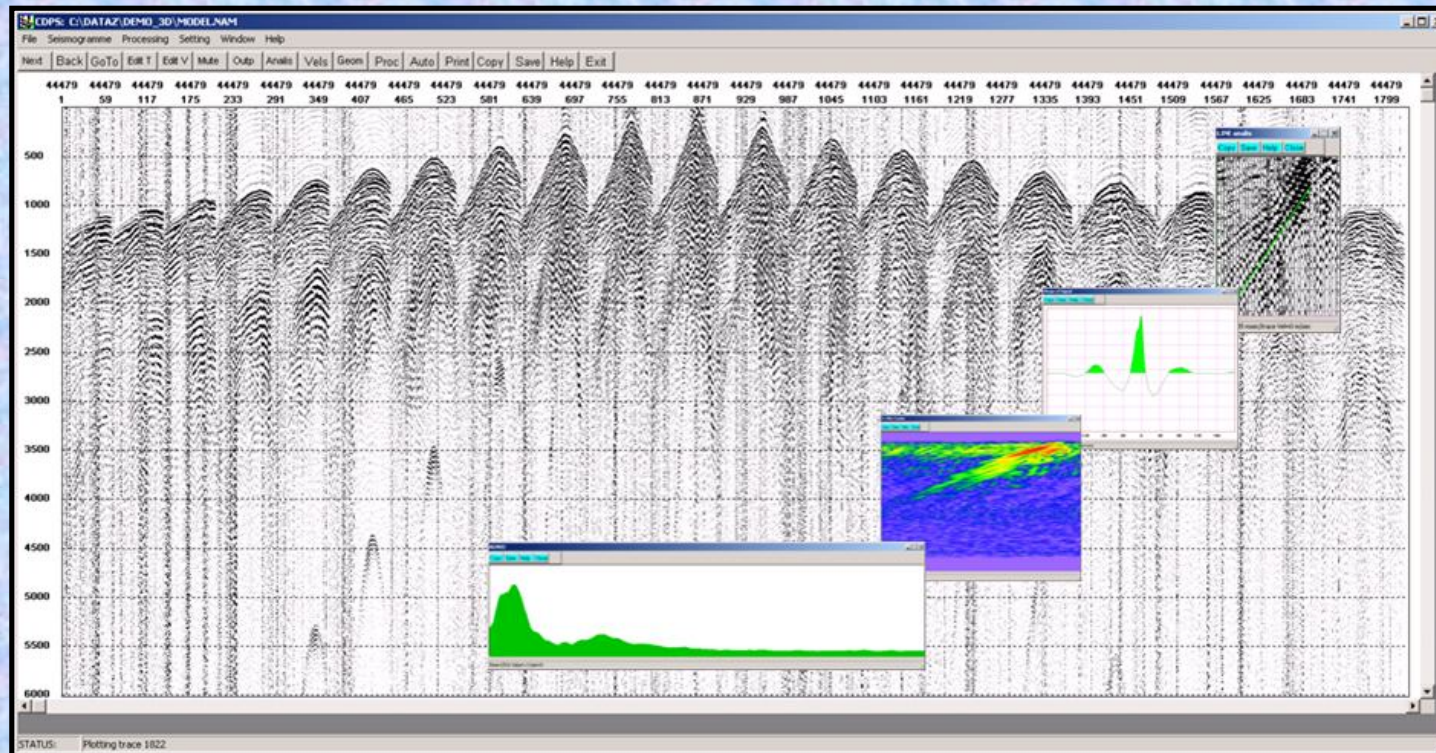 CDPS: C:\DATAZ\DEMO_3D\MODEL.NAM
File Seismogramme Processing Setting Window Help
Next Back GoTo Edit T Edit V Mute Outp Analis Vels Geom Proc Auto Print Copy Save Help Exit
44479 44479 44479 44479 44479 44479 44479 44479 44479 44479 44479 44479 44479 44479 44479 44479 44479 44479 44479 44479 44479 44479 44479 44479 44479 44479 44479 44479 44479 44479 44479 44479
1 59 117 175 233 291 349 407 465 523 581 639 697 755 813 871 929 987 1045 1103 1161 1219 1277 1335 1393 1451 1509 1567 1625 1683 1741 1799
Copy Save Help Close
500
1000
1500
2000
2500
3000
3500
4000
4500
5000
5500
6000
STATUS: Plotting trace 1822